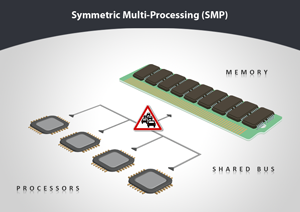 Symmetric Multi-Processing (SMP)
MEMORY
SHARED BUS
PROCESSORS